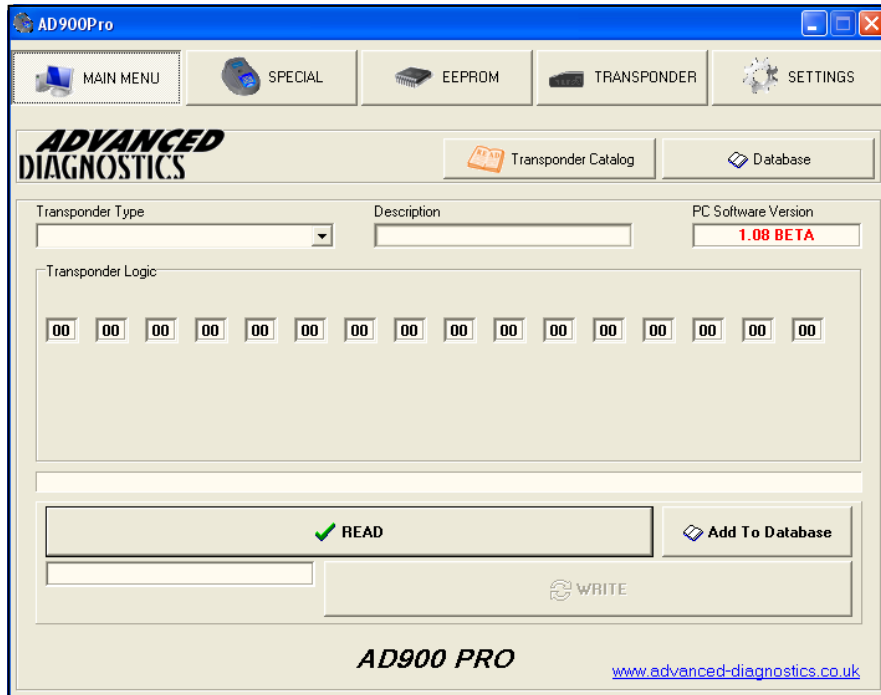 AD900Pro
MAIN MENU SPECIAL EEPROM TRANSPONDER SETTINGS
ADVANCED
DIAGNOSTICS
READ Transponder Catalog Database
Transponder Type Description PC Software Version
1.08 BETA
Transponder Logic
00 00 00 00 00 00 00 00 00 00 00 00 00 00 00 00
READ Add To Database
WRITE
AD900 PRO
www.advanced-diagnostics.co.uk